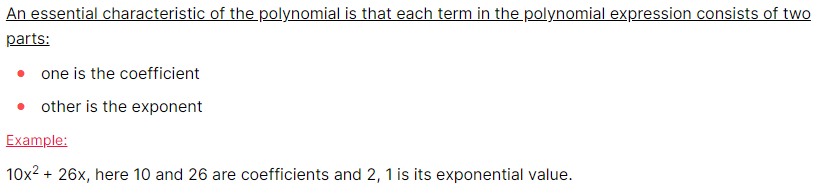 An essential characteristic of the polynomial is that each term in the polynomial expression consists of two
parts:
• one is the coefficient
• other is the exponent
Example:
10x² + 26x, here 10 and 26 are coefficients and 2, 1 is its exponential value.